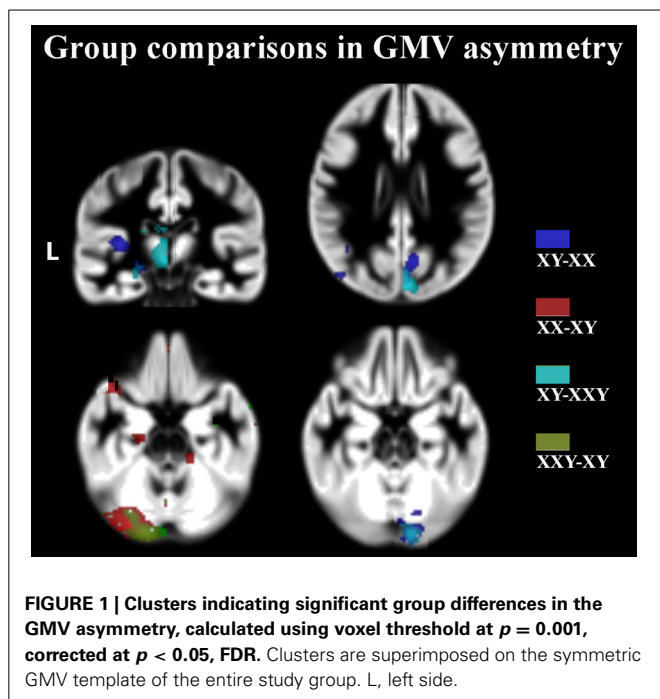 Group comparisons in GMV asymmetry
L
XY-XX
XX-XY
XY-XXY
XXY-XY
FIGURE 1 | Clusters indicating significant group differences in the
GMV asymmetry, calculated using voxel threshold at p = 0.001,
corrected at p < 0.05, FDR. Clusters are superimposed on the symmetric
GMV template of the entire study group. L, left side.